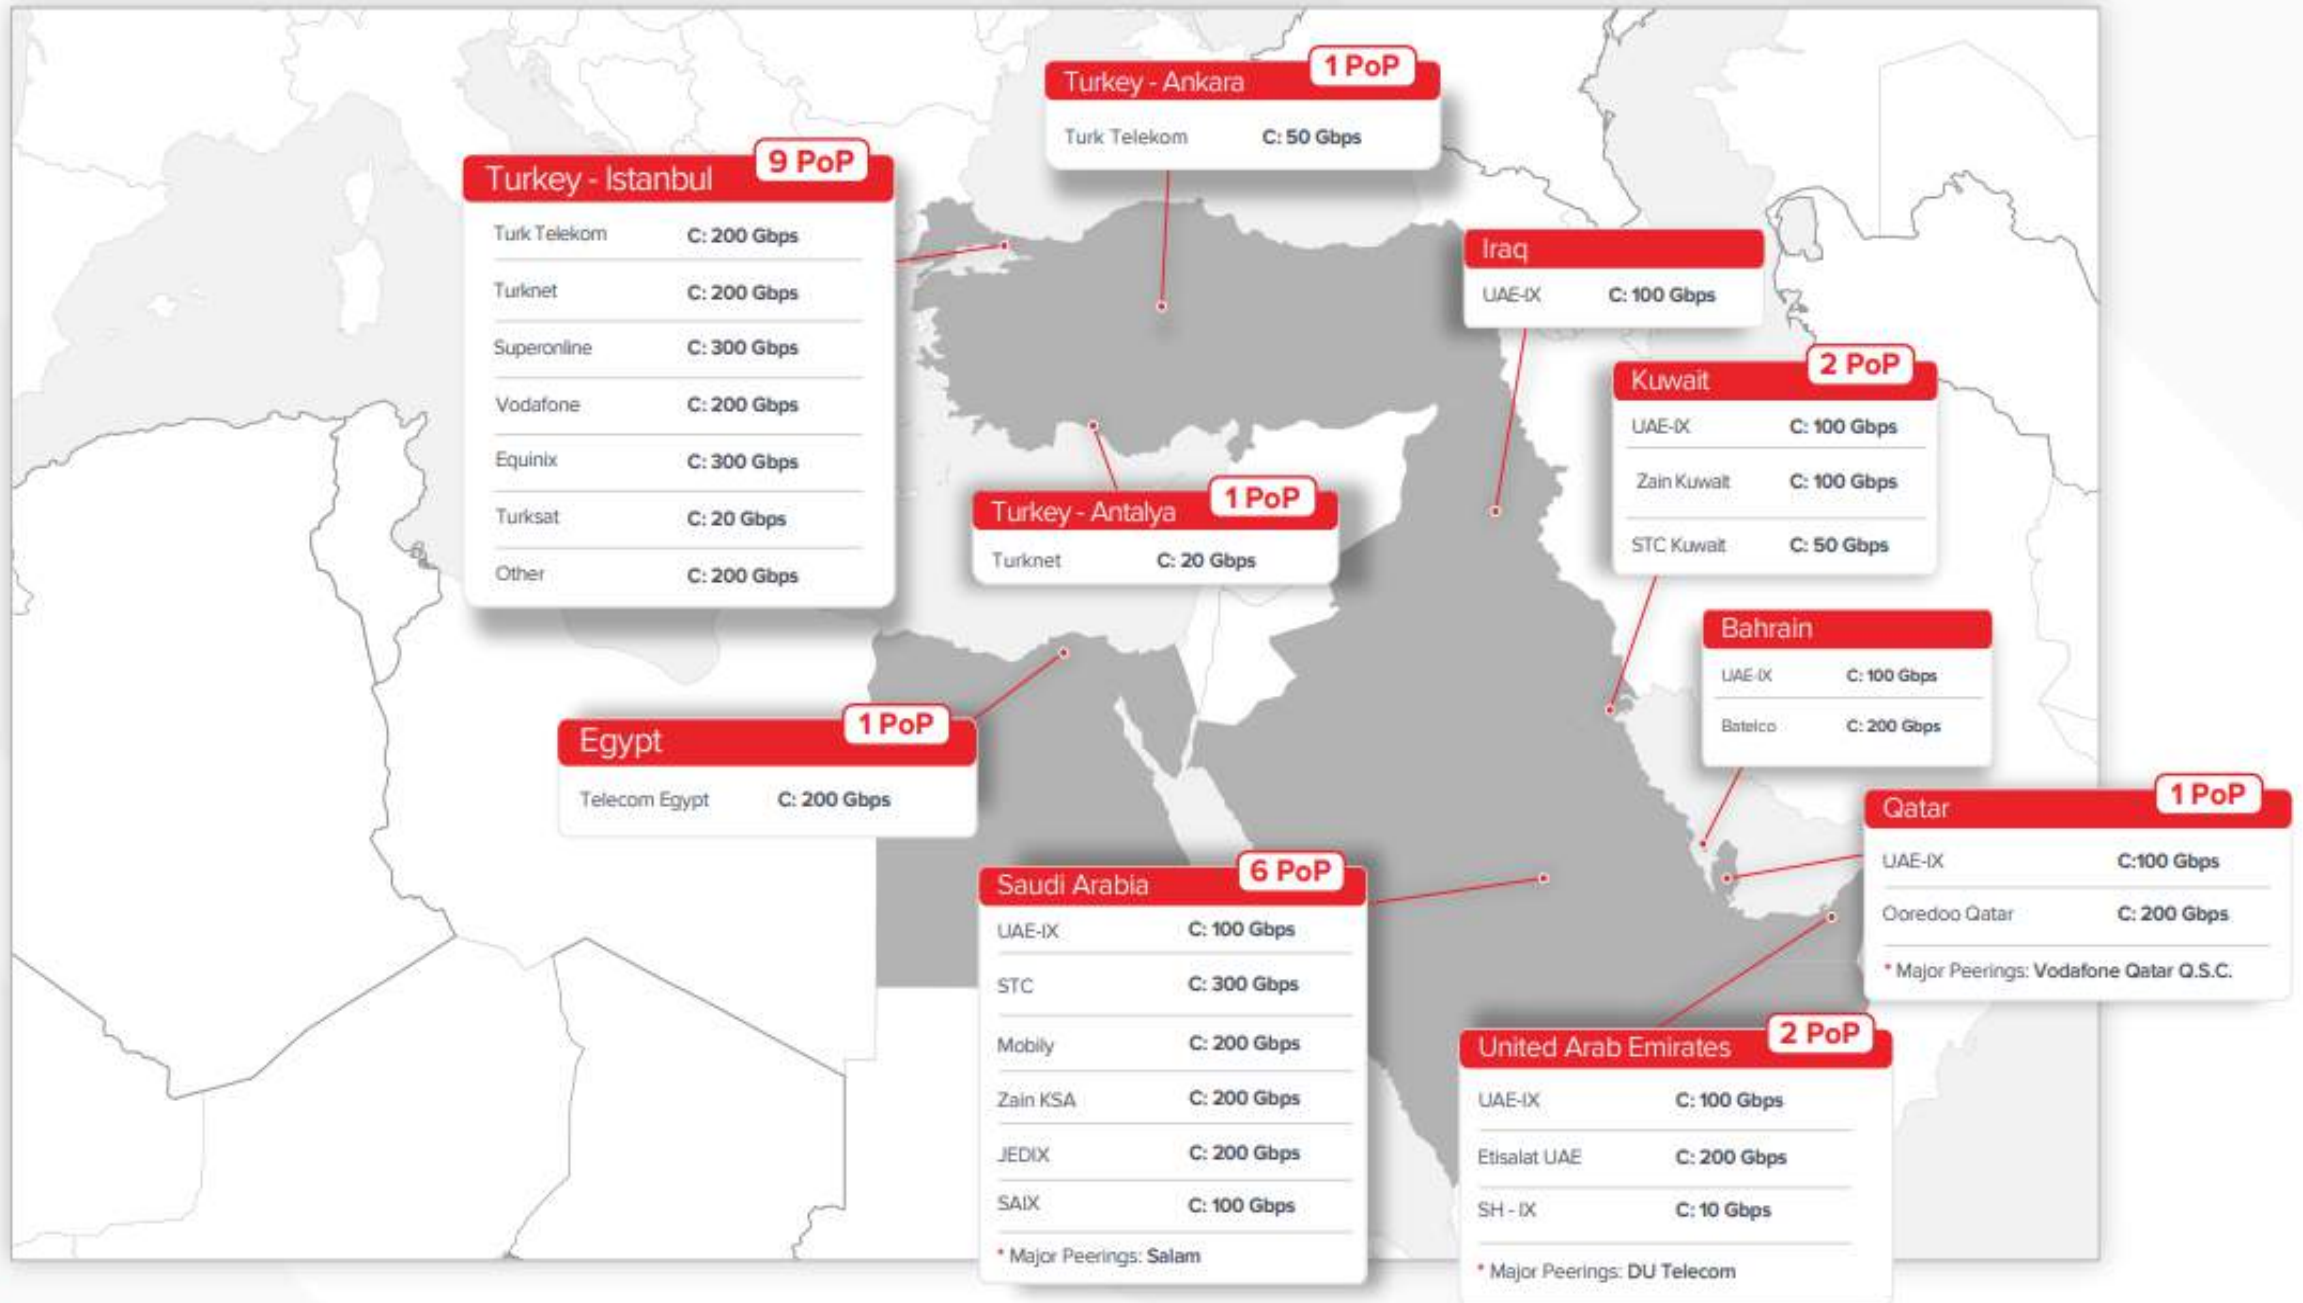 Turkey - Ankara 1 PoP
Turk Telekom C: 50 Gbps
Turkey - Istanbul 9 PoP
Turk Telekom C: 200 Gbps
Turknet C: 200 Gbps
Superonline C: 300 Gbps
Vodafone C: 200 Gbps
Equinix C: 300 Gbps
Turksat C: 20 Gbps
Other C: 200 Gbps
Iraq
UAE-IX C: 100 Gbps
Kuwait 2 PoP
UAE-IX C: 100 Gbps
Zain Kuwait C: 100 Gbps
STC Kuwait C: 50 Gbps
Turkey - Antalya 1 PoP
Turknet C: 20 Gbps
Bahrain
UAE-IX C: 100 Gbps
Batelco C: 200 Gbps
Egypt 1 PoP
Telecom Egypt C: 200 Gbps
Qatar 1 PoP
UAE-IX C:100 Gbps
Ooredoo Qatar C: 200 Gbps
* Major Peerings: Vodafone Qatar Q.S.C.
Saudi Arabia 6 PoP
UAE-IX C: 100 Gbps
STC C: 300 Gbps
Mobily C: 200 Gbps
Zain KSA C: 200 Gbps
JEDIX C: 200 Gbps
SAIX C: 100 Gbps
* Major Peerings: Salam
United Arab Emirates 2 PoP
UAE-IX C: 100 Gbps
Etisalat UAE C: 200 Gbps
SH - IX C: 10 Gbps
* Major Peerings: DU Telecom